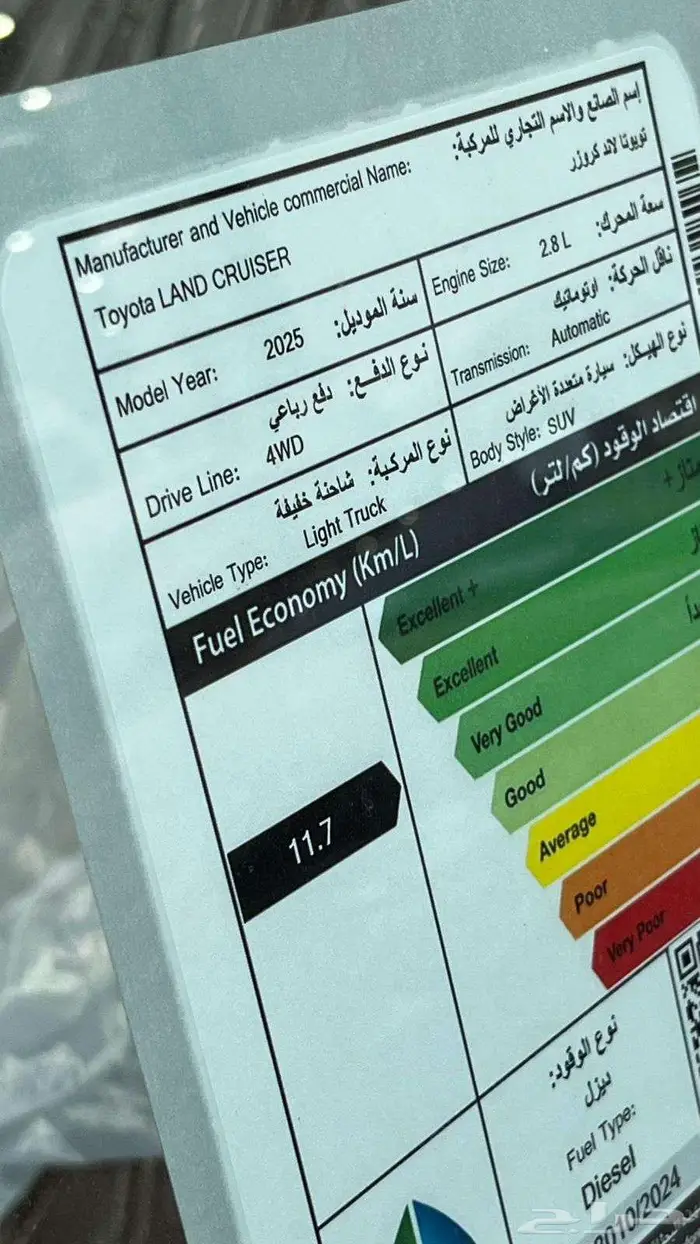 إسم الصانع والاسم التجاري للمركبة:
Manufacturer and Vehicle commercial Name:
تويوتا لاند كروزر
Toyota LAND CRUISER
سنة الموديل:
Model Year: 2025
سعة المحرك:
Engine Size: 2.8 L
نوع الدفـع: دفع رباعي
Drive Line: 4WD
ناقل الحركة: اوتوماتيك
Transmission: Automatic
نوع المركبة: شاحنة خفيفة
Vehicle Type: Light Truck
نوع الهيكل: سيارة متعددة الأغراض
Body Style: SUV
اقتصاد الوقود (كم/لتر)
Fuel Economy (Km/L)
Excellent +
Excellent
Very Good
Good
Average
Poor
Very Poor
11.7
نوع الوقود:
ديزل
Fuel Type:
Diesel
2010/2024
حراج